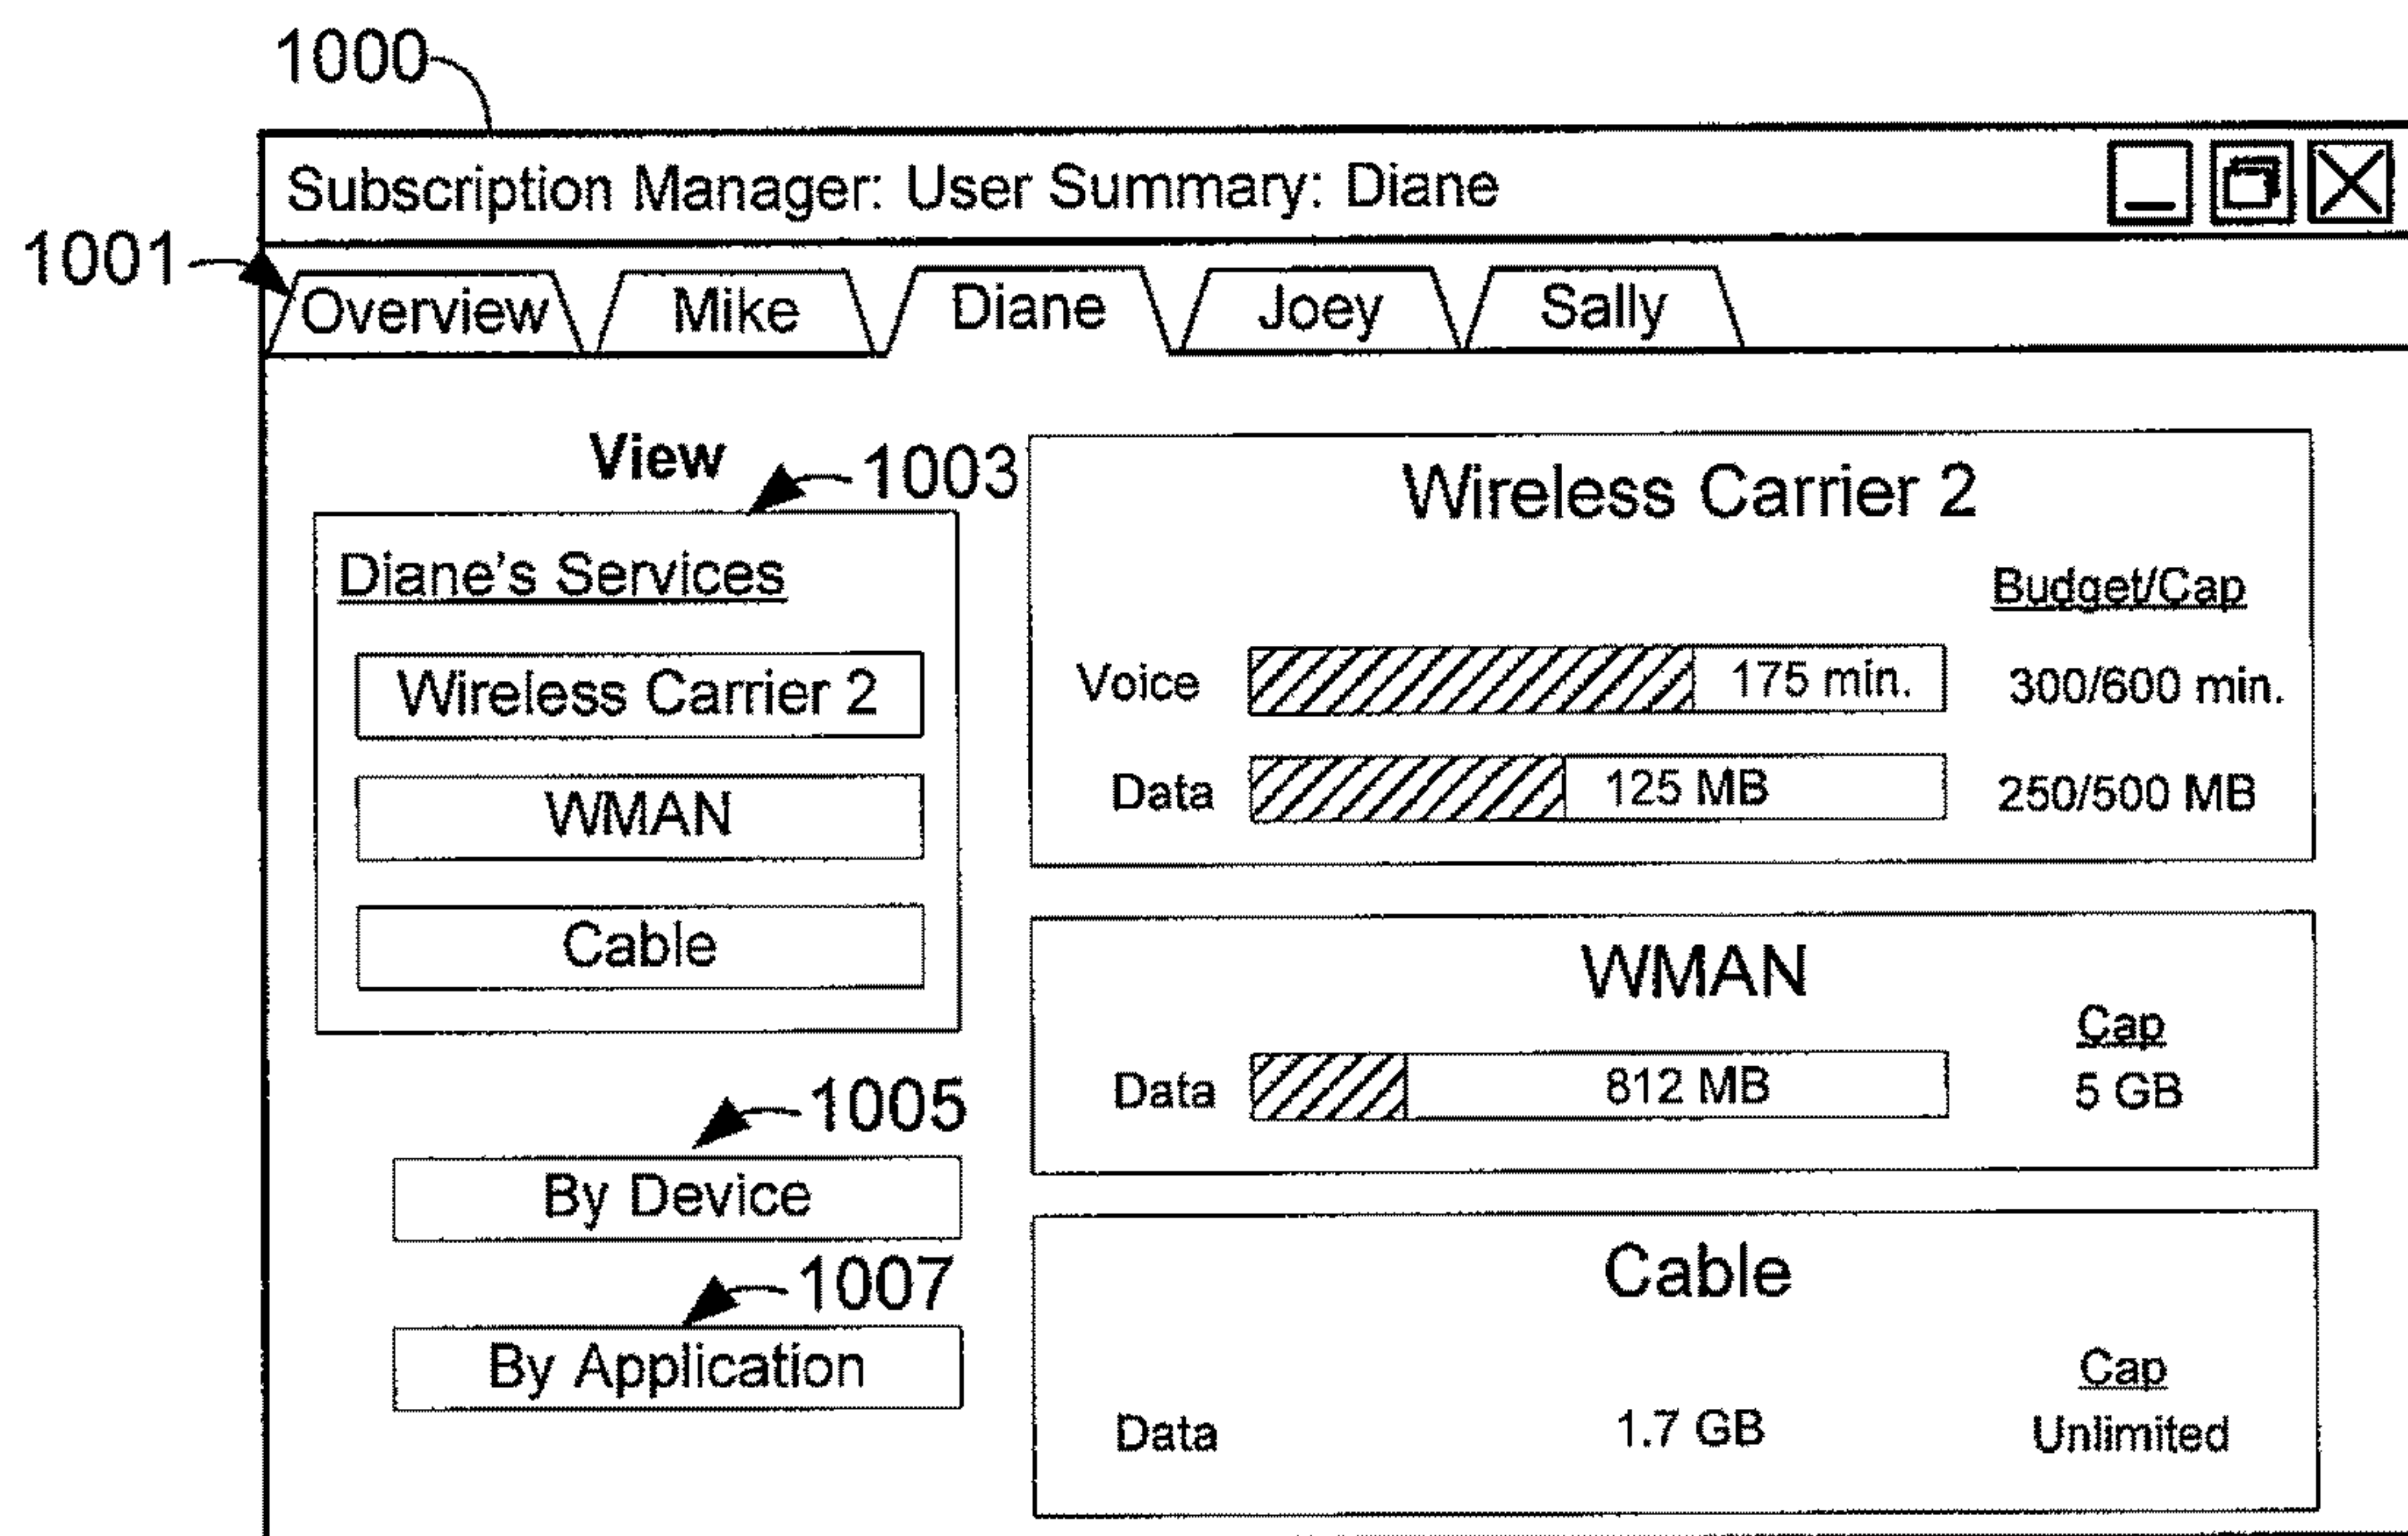 1000
Subscription Manager: User Summary: Diane
1001
Overview Mike Diane Joey Sally
View
1003
Diane's Services
Wireless Carrier 2
WMAN
Cable
1005
By Device
1007
By Application
Wireless Carrier 2
Budget/Cap
Voice 175 min. 300/600 min.
Data 125 MB 250/500 MB
WMAN
Cap
Data 812 MB 5 GB
Cable
Cap
Data 1.7 GB Unlimited